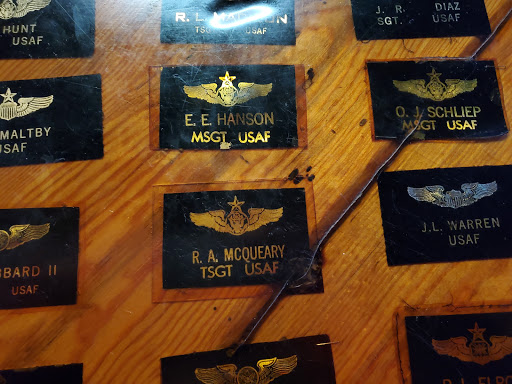 HUNT
USAF
R. L.
USAF
J. R. DIAZ
SGT. USAF
MALTBY
USAF
E. E. HANSON
MSGT USAF
O. J. SCHLIEP
MSGT USAF
R. A. MCQUEARY
TSGT USAF
J.L. WARREN
USAF
BBARD II
USAF